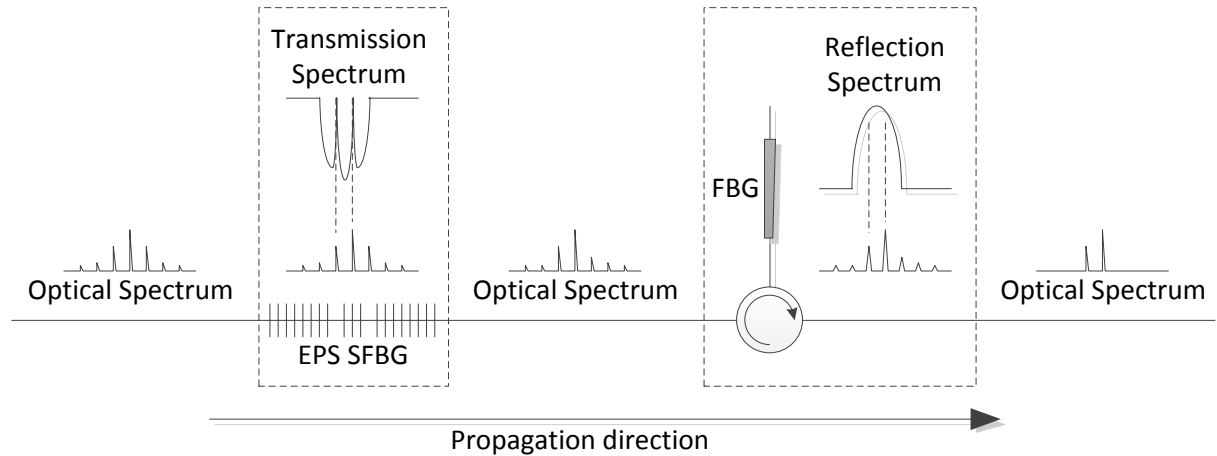 Transmission
Spectrum
Reflection
Spectrum
FBG
Optical Spectrum
Optical Spectrum
Optical Spectrum
EPS SFBG
Propagation direction